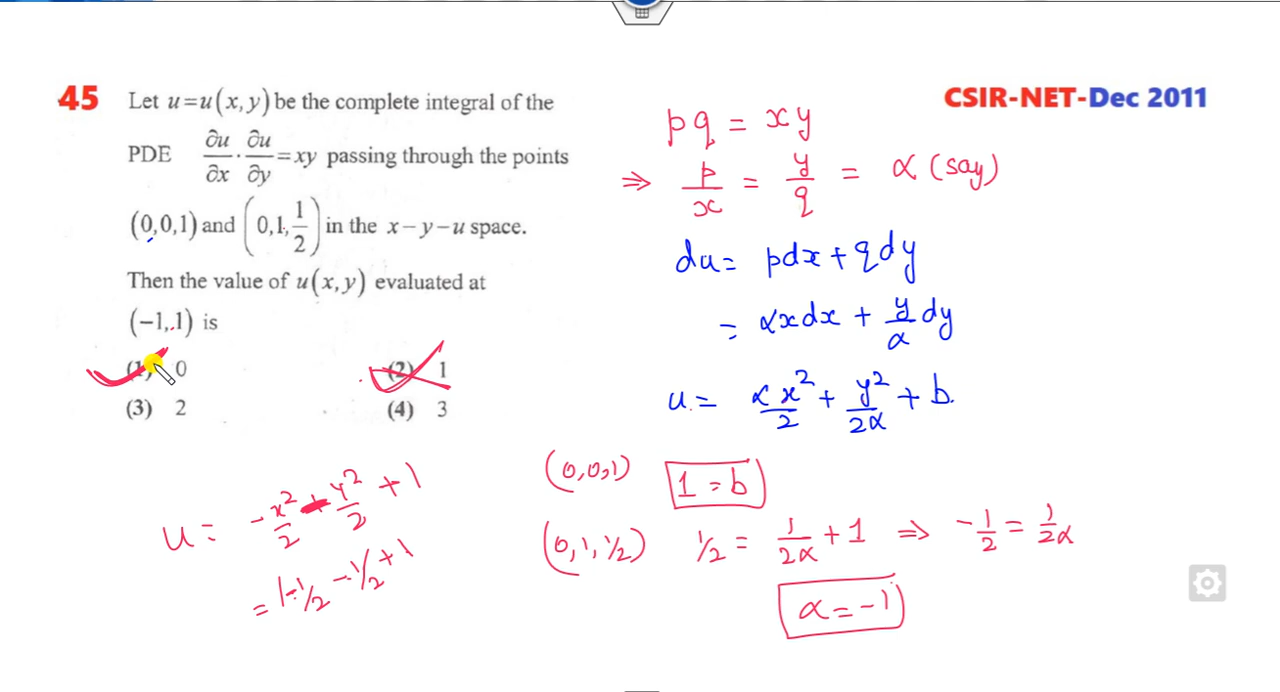 45 Let u=u(x,y) be the complete integral of the
CSIR-NET-Dec 2011
PDE ∂u/∂x · ∂u/∂y = xy passing through the points
(0,0,1) and (0,1,1/2) in the x−y−u space.
Then the value of u(x,y) evaluated at
(−1,1) is
(1) 0 (2) 1
(3) 2 (4) 3
pq = xy
⇒ p/x = y/q = α (say)
du = pdx + qdy
= αxdx + y/α dy
u = αx²/2 + y²/2α + b.
(0,0,1) 1 = b
(0,1,1/2) 1/2 = 1/2α + 1 ⇒ -1/2 = 1/2α
α = -1
u = -x²/2 - y²/2 + 1
= -1/2 - 1/2 + 1